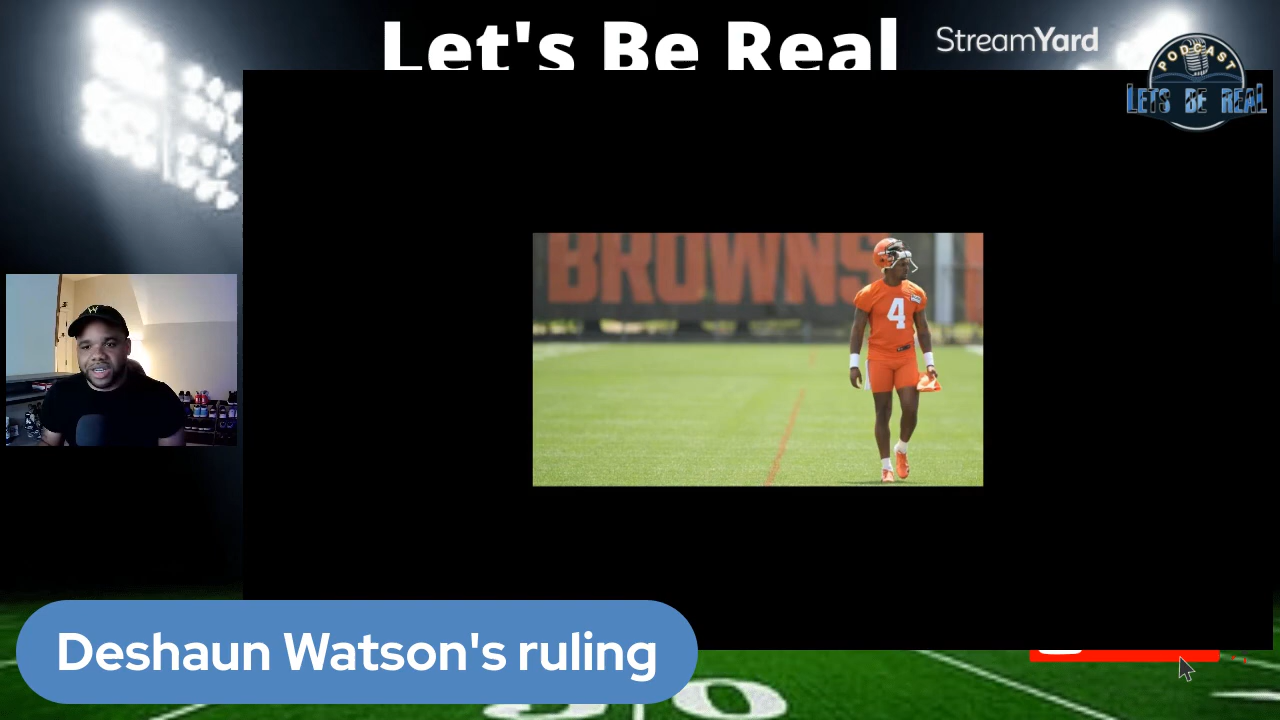 Let's Be Real
StreamYard
PODCAST
LETS BE REAL
BROWNS
4
Deshaun Watson's ruling